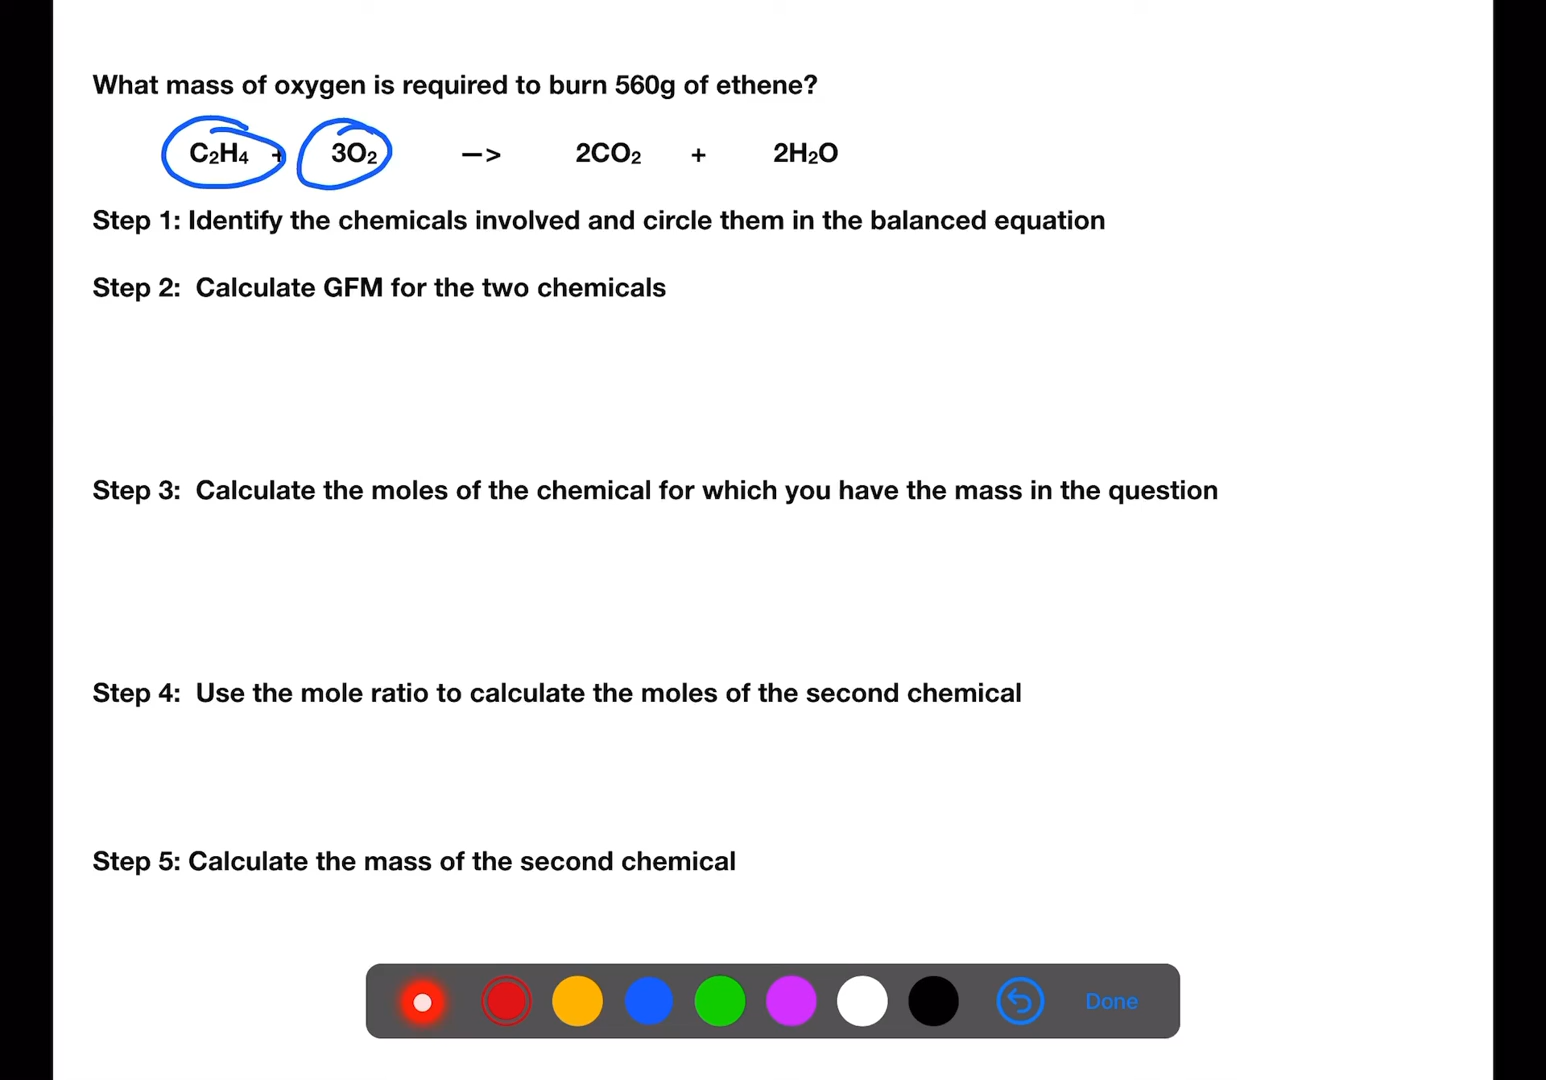 What mass of oxygen is required to burn 560g of ethene?
C₂H₄ + 3O₂ —> 2CO₂ + 2H₂O
Step 1: Identify the chemicals involved and circle them in the balanced equation
Step 2: Calculate GFM for the two chemicals
Step 3: Calculate the moles of the chemical for which you have the mass in the question
Step 4: Use the mole ratio to calculate the moles of the second chemical
Step 5: Calculate the mass of the second chemical
Done